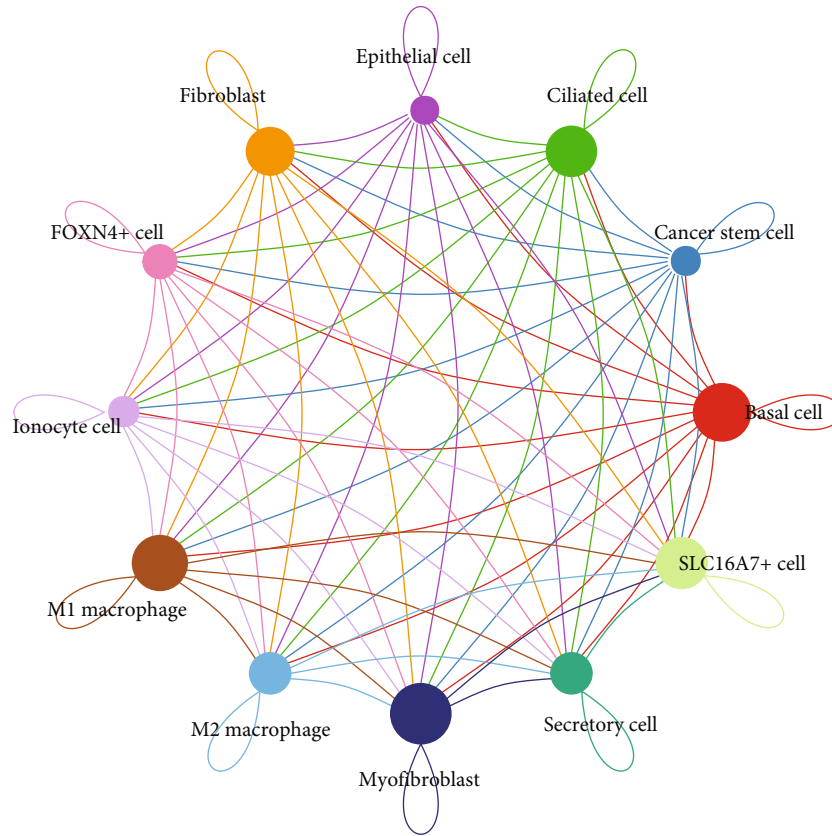 Epithelial cell
Fibroblast
Ciliated cell
FOXN4+ cell
Cancer stem cell
Ionocyte cell
Basal cell
SLC16A7+ cell
M1 macrophage
M2 macrophage
Secretory cell
Myofibroblast